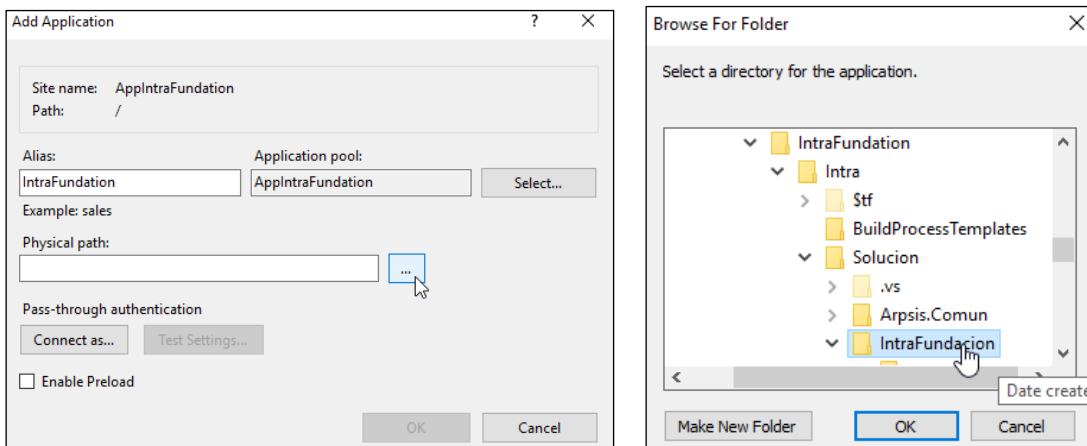 Add Application
?
Site name: AppIntraFundation
Path: /
Alias:
Application pool:
IntraFundation
AppIntraFundation
Select...
Example: sales
Physical path:
...
Pass-through authentication
Connect as...
Test Settings...
Enable Preload
OK
Cancel
Browse For Folder
Select a directory for the application.
IntraFundation
Intra
$tf
BuildProcessTemplates
Solucion
.vs
Arpsis.Comun
IntraFundacion
Date create
Make New Folder
OK
Cancel